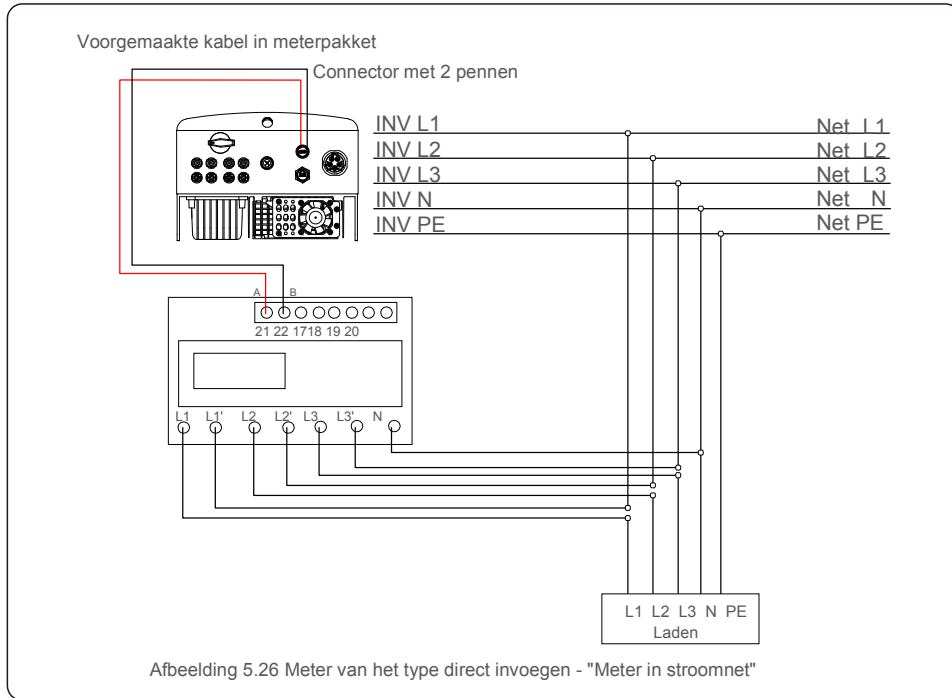 Voorgemaakte kabel in meterpakket
Connector met 2 pennen
INV L1 Net L1
INV L2 Net L2
INV L3 Net L3
INV N Net N
INV PE Net PE
A B
21 22 1718 19 20
L1 L1' L2 L2' L3 L3' N
L1 L2 L3 N PE
Laden
Afbeelding 5.26 Meter van het type direct invoegen - "Meter in stroomnet"